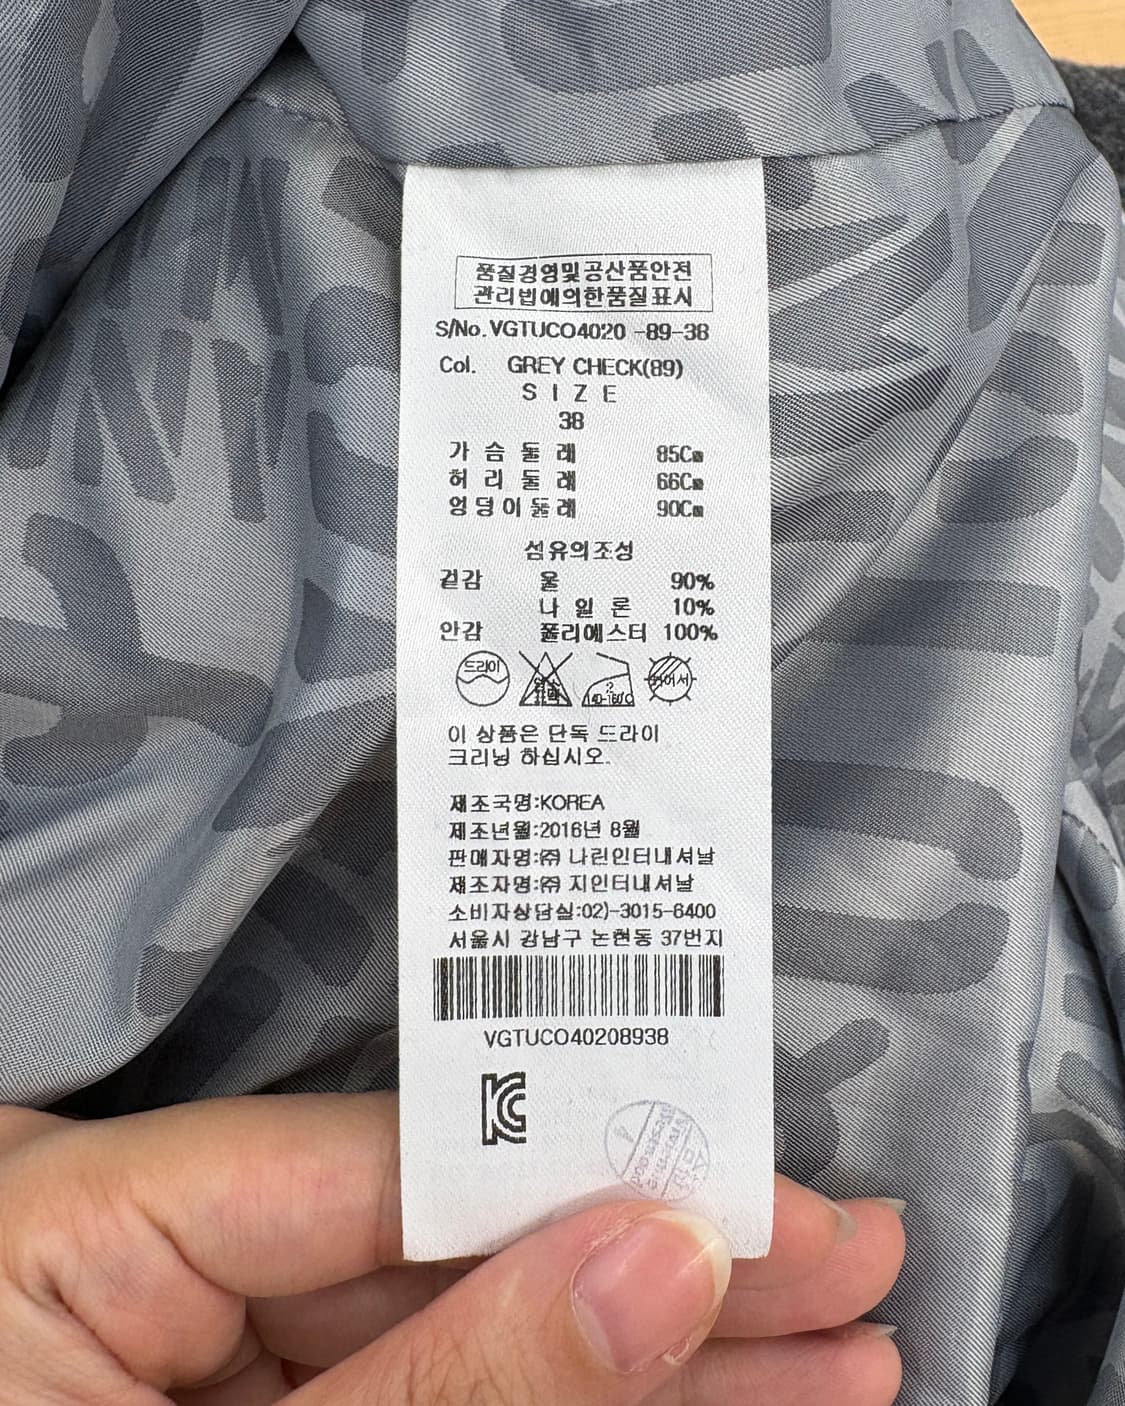 품질경영및공산품안전
관리법에의한품질표시
S/No. VGTUCO4020 -89-38
Col. GREY CHECK(89)
SIZE
38
가슴둘레 85Cm
허리둘레 66Cm
엉덩이둘레 90Cm
섬유의조성
겉감 울 90%
나일론 10%
안감 폴리에스터 100%
드라이
140-160℃
이 상품은 단독 드라이
크리닝 하십시오.
제조국명:KOREA
제조년월:2016년 8월
판매자명:㈜ 나린인터내셔날
제조자명:㈜ 지인터내셔날
소비자상담실:02)-3015-6400
서울시 강남구 논현동 37번지
VGTUCO40208938
KC